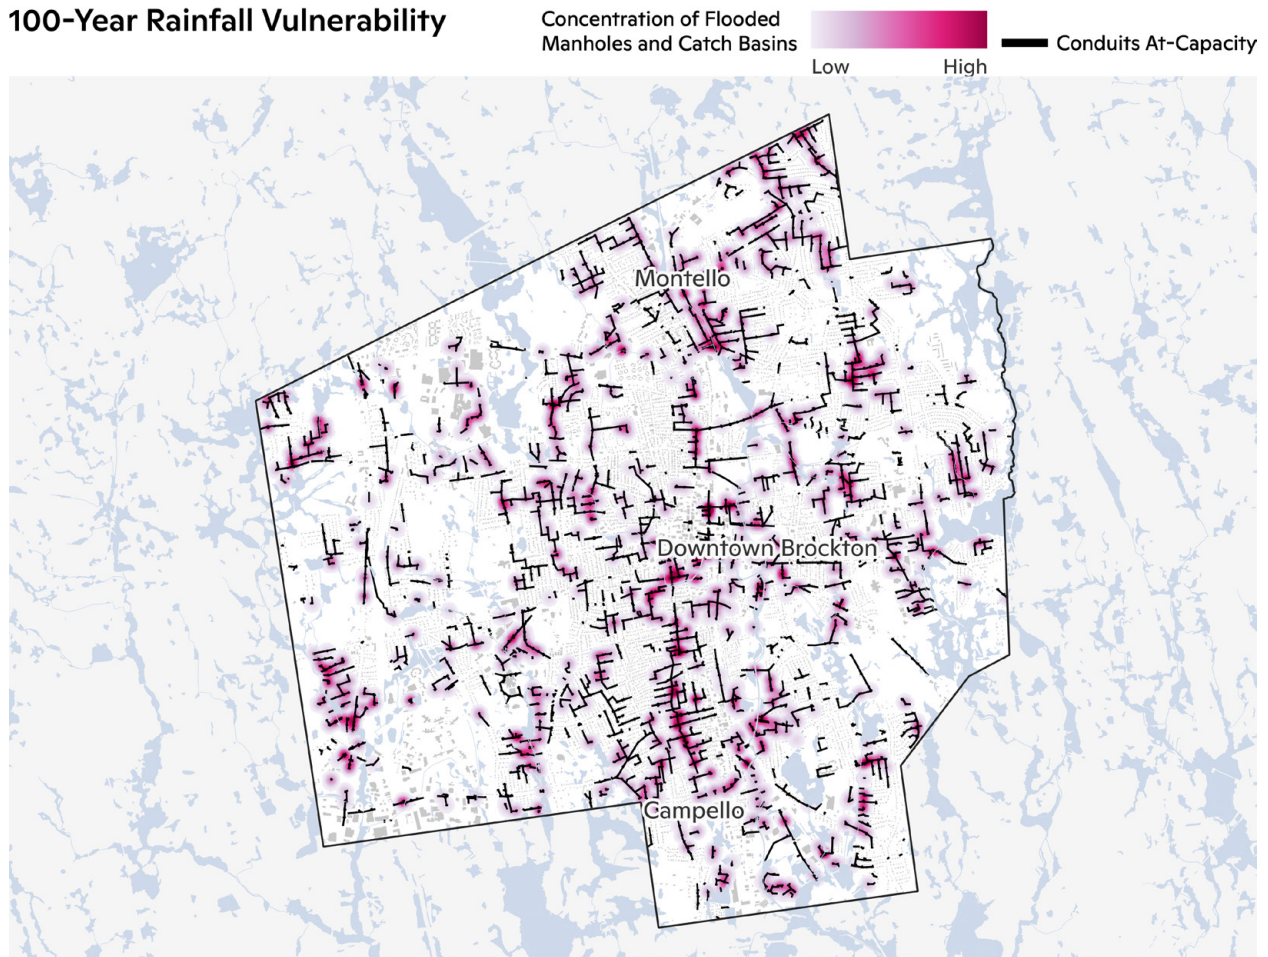 100-Year Rainfall Vulnerability
Concentration of Flooded
Manholes and Catch Basins
Low
High
Conduits At-Capacity
Montello
Downtown Brockton
Campello